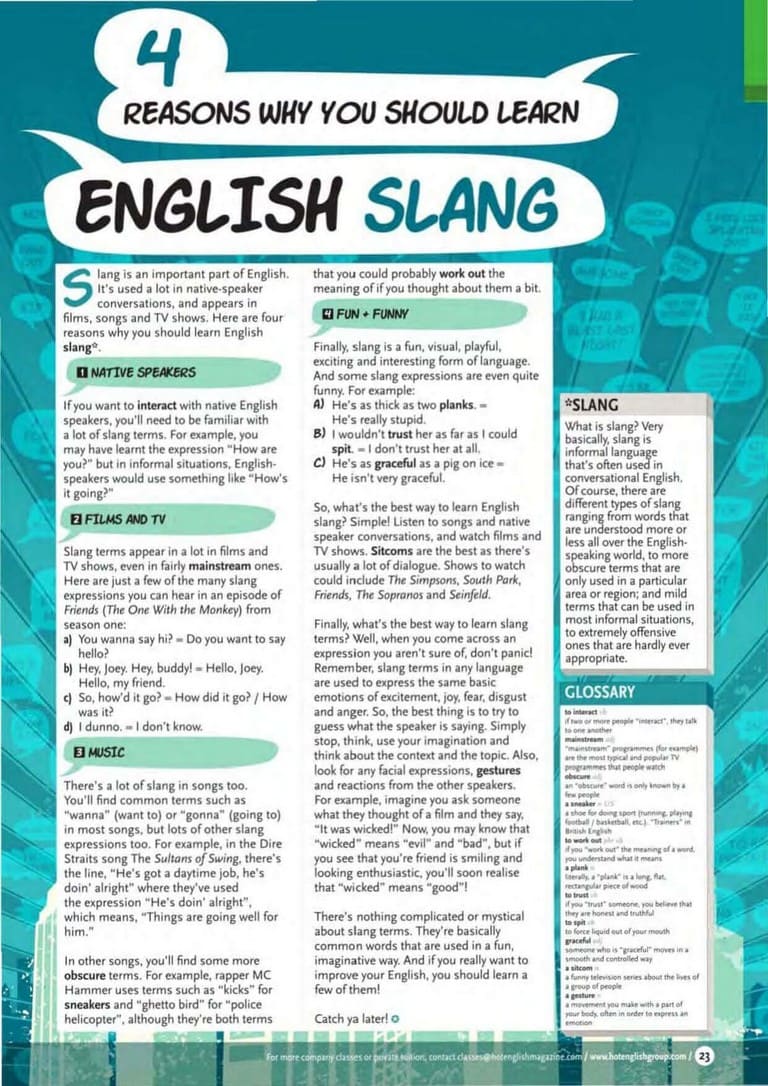 4
REASONS WHY YOU SHOULD LEARN
ENGLISH SLANG
Slang is an important part of English.
It's used a lot in native-speaker
conversations, and appears in
films, songs and TV shows. Here are four
reasons why you should learn English
slang*.
1 NATIVE SPEAKERS
If you want to interact with native English
speakers, you'll need to be familiar with
a lot of slang terms. For example, you
may have learnt the expression "How are
you?" but in informal situations, English-
speakers would use something like "How's
it going?"
2 FILMS AND TV
Slang terms appear in a lot in films and
TV shows, even in fairly mainstream ones.
Here are just a few of the many slang
expressions you can hear in an episode of
Friends (The One With the Monkey) from
season one:
a) You wanna say hi? = Do you want to say
hello?
b) Hey, Joey. Hey, buddy! = Hello, Joey.
Hello, my friend.
c) So, how'd it go? = How did it go? / How
was it?
d) I dunno. = I don't know.
3 MUSIC
There's a lot of slang in songs too.
You'll find common terms such as
"wanna" (want to) or "gonna" (going to)
in most songs, but lots of other slang
expressions too. For example, in the Dire
Straits song The Sultans of Swing, there's
the line, "He's got a daytime job, he's
doin' alright" where they've used
the expression "He's doin' alright",
which means, "Things are going well for
him."
In other songs, you'll find some more
obscure terms. For example, rapper MC
Hammer uses terms such as "kicks" for
sneakers and "ghetto bird" for "police
helicopter", although they're both terms
that you could probably work out the
meaning of if you thought about them a bit.
4 FUN + FUNNY
Finally, slang is a fun, visual, playful,
exciting and interesting form of language.
And some slang expressions are even quite
funny. For example:
A) He's as thick as two planks. =
He's really stupid.
B) I wouldn't trust her as far as I could
spit. = I don't trust her at all.
C) He's as graceful as a pig on ice =
He isn't very graceful.
So, what's the best way to learn English
slang? Simple! Listen to songs and native
speaker conversations, and watch films and
TV shows. Sitcoms are the best as there's
usually a lot of dialogue. Shows to watch
could include The Simpsons, South Park,
Friends, The Sopranos and Seinfeld.
Finally, what's the best way to learn slang
terms? Well, when you come across an
expression you aren't sure of, don't panic!
Remember, slang terms in any language
are used to express the same basic
emotions of excitement, joy, fear, disgust
and anger. So, the best thing is to try to
guess what the speaker is saying. Simply
stop, think, use your imagination and
think about the context and the topic. Also,
look for any facial expressions, gestures
and reactions from the other speakers.
For example, imagine you ask someone
what they thought of a film and they say,
"It was wicked!" Now, you may know that
"wicked" means "evil" and "bad", but if
you see that you're friend is smiling and
looking enthusiastic, you'll soon realise
that "wicked" means "good"!
There's nothing complicated or mystical
about slang terms. They're basically
common words that are used in a fun,
imaginative way. And if you really want to
improve your English, you should learn a
few of them!
Catch ya later!
*SLANG
What is slang? Very
basically, slang is
informal language
that's often used in
conversational English.
Of course, there are
different types of slang
ranging from words that
are understood more or
less all over the English-
speaking world, to more
obscure terms that are
only used in a particular
area or region; and mild
terms that can be used in
most informal situations,
to extremely offensive
ones that are hardly ever
appropriate.
GLOSSARY
to interact vb
if two or more people "interact", they talk
to one another
mainstream adj
"mainstream" programmes (for example)
are the most typical and popular TV
programmes that people watch
obscure adj
an "obscure" word is only known by a
few people
a sneaker n US
a shoe for doing sport (running, playing
football / basketball, etc.). "Trainers" in
British English
to work out phr vb
if you "work out" the meaning of a word,
you understand what it means
a plank n
literally, a "plank" is a long, flat,
rectangular piece of wood
to trust vb
if you "trust" someone, you believe that
they are honest and truthful
to spit vb
to force liquid out of your mouth
graceful adj
someone who is "graceful" moves in a
smooth and controlled way
a sitcom n
a funny television series about the lives of
a group of people
a gesture n
a movement you make with a part of
your body, often in order to express an
emotion
For more company classes or private tuition, contact classes@hotenglishmagazine.com / www.hotenglishgroup.com / 23